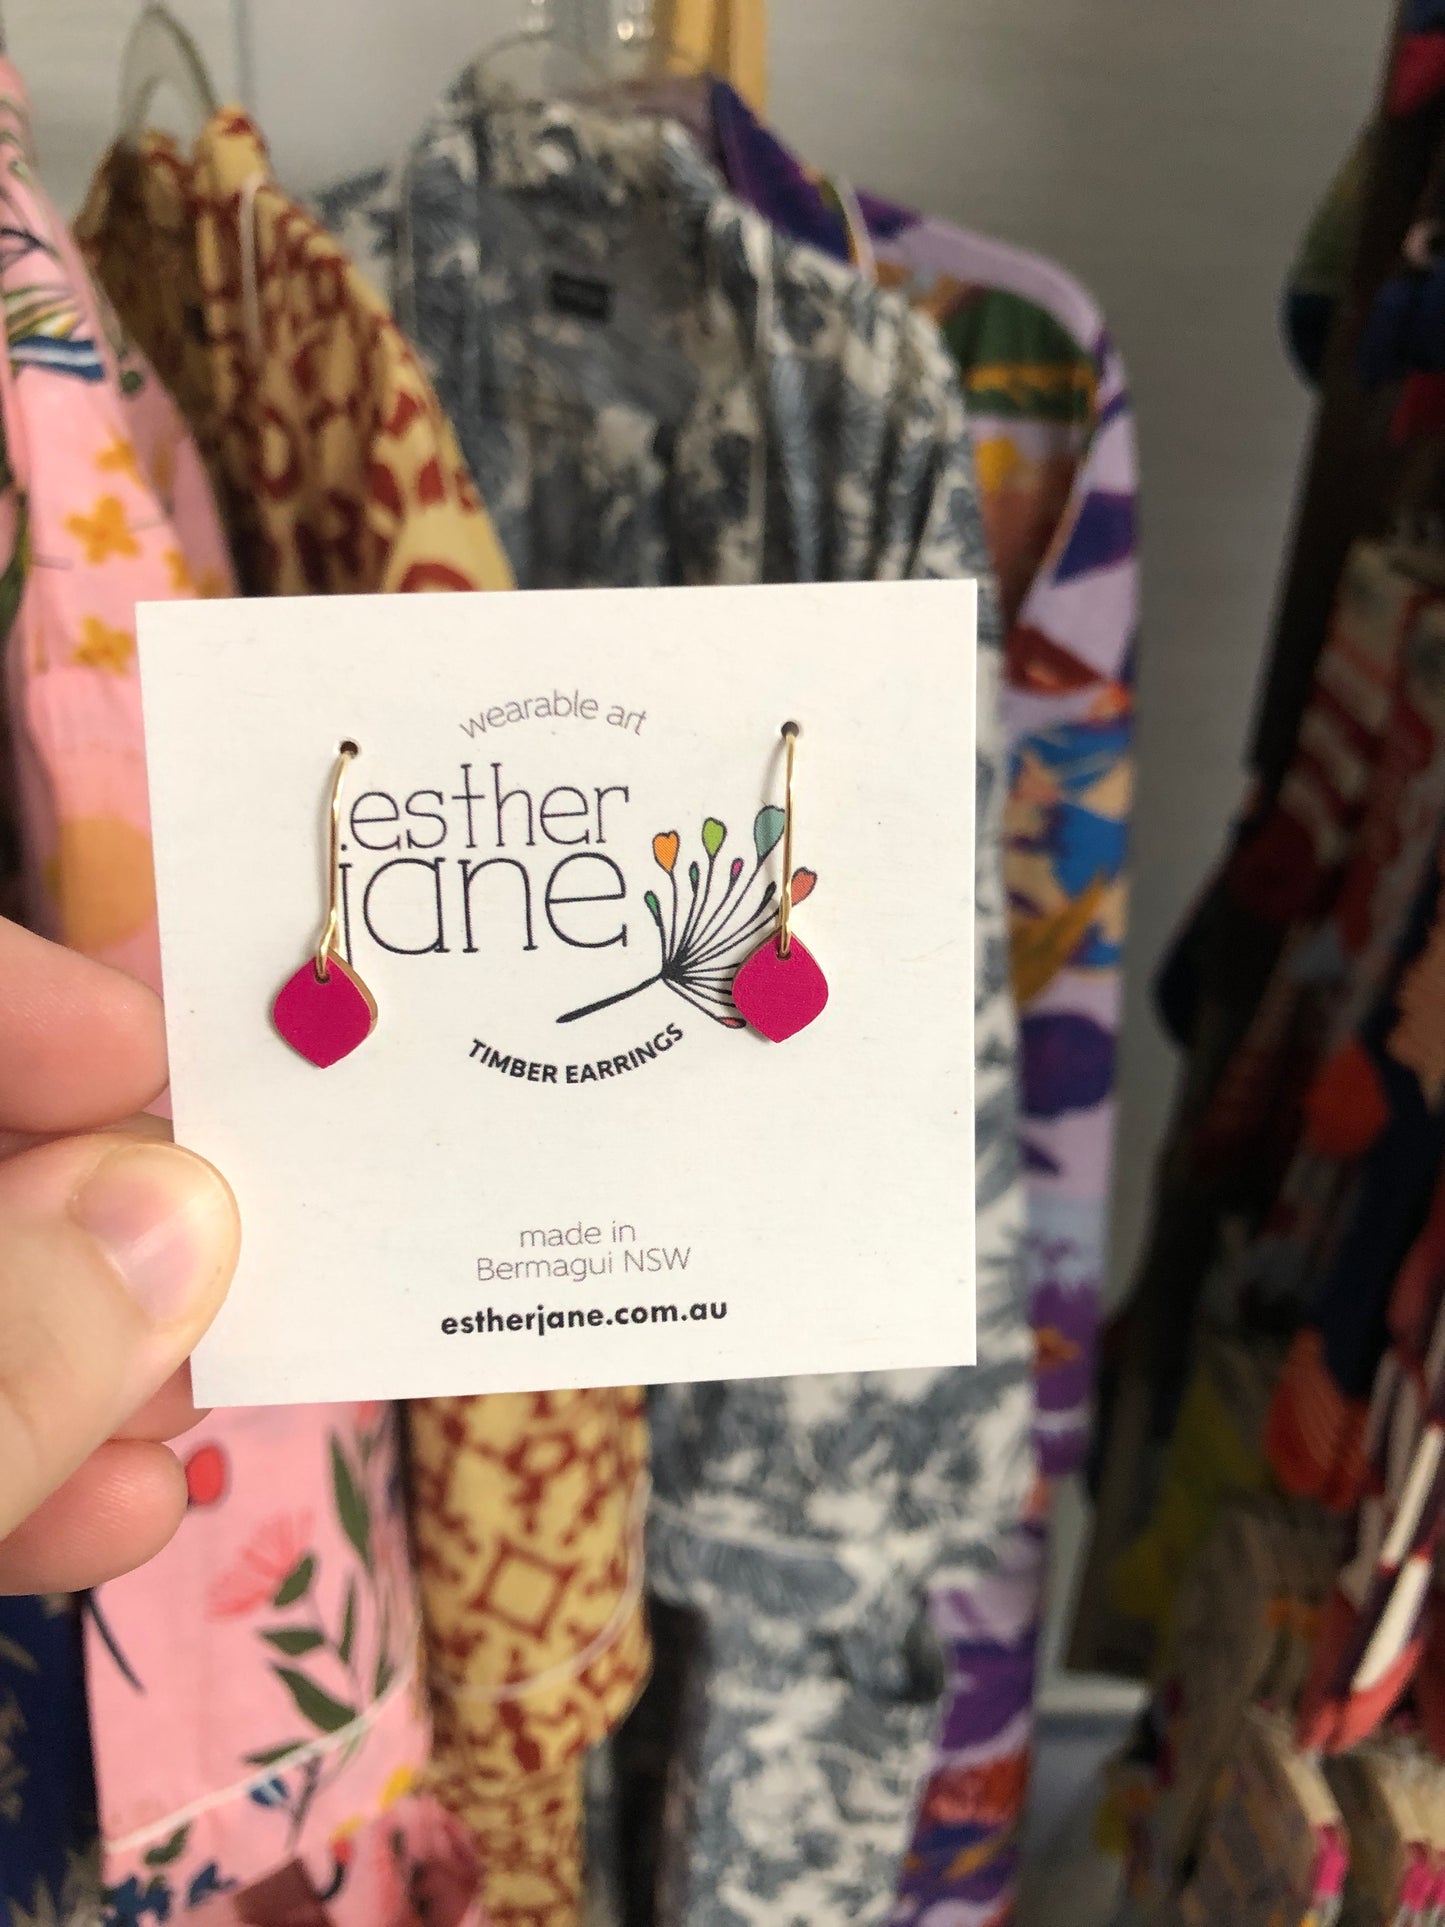 wearable art
esther
jane
TIMBER EARRINGS
made in
Bermagui NSW
estherjane.com.au